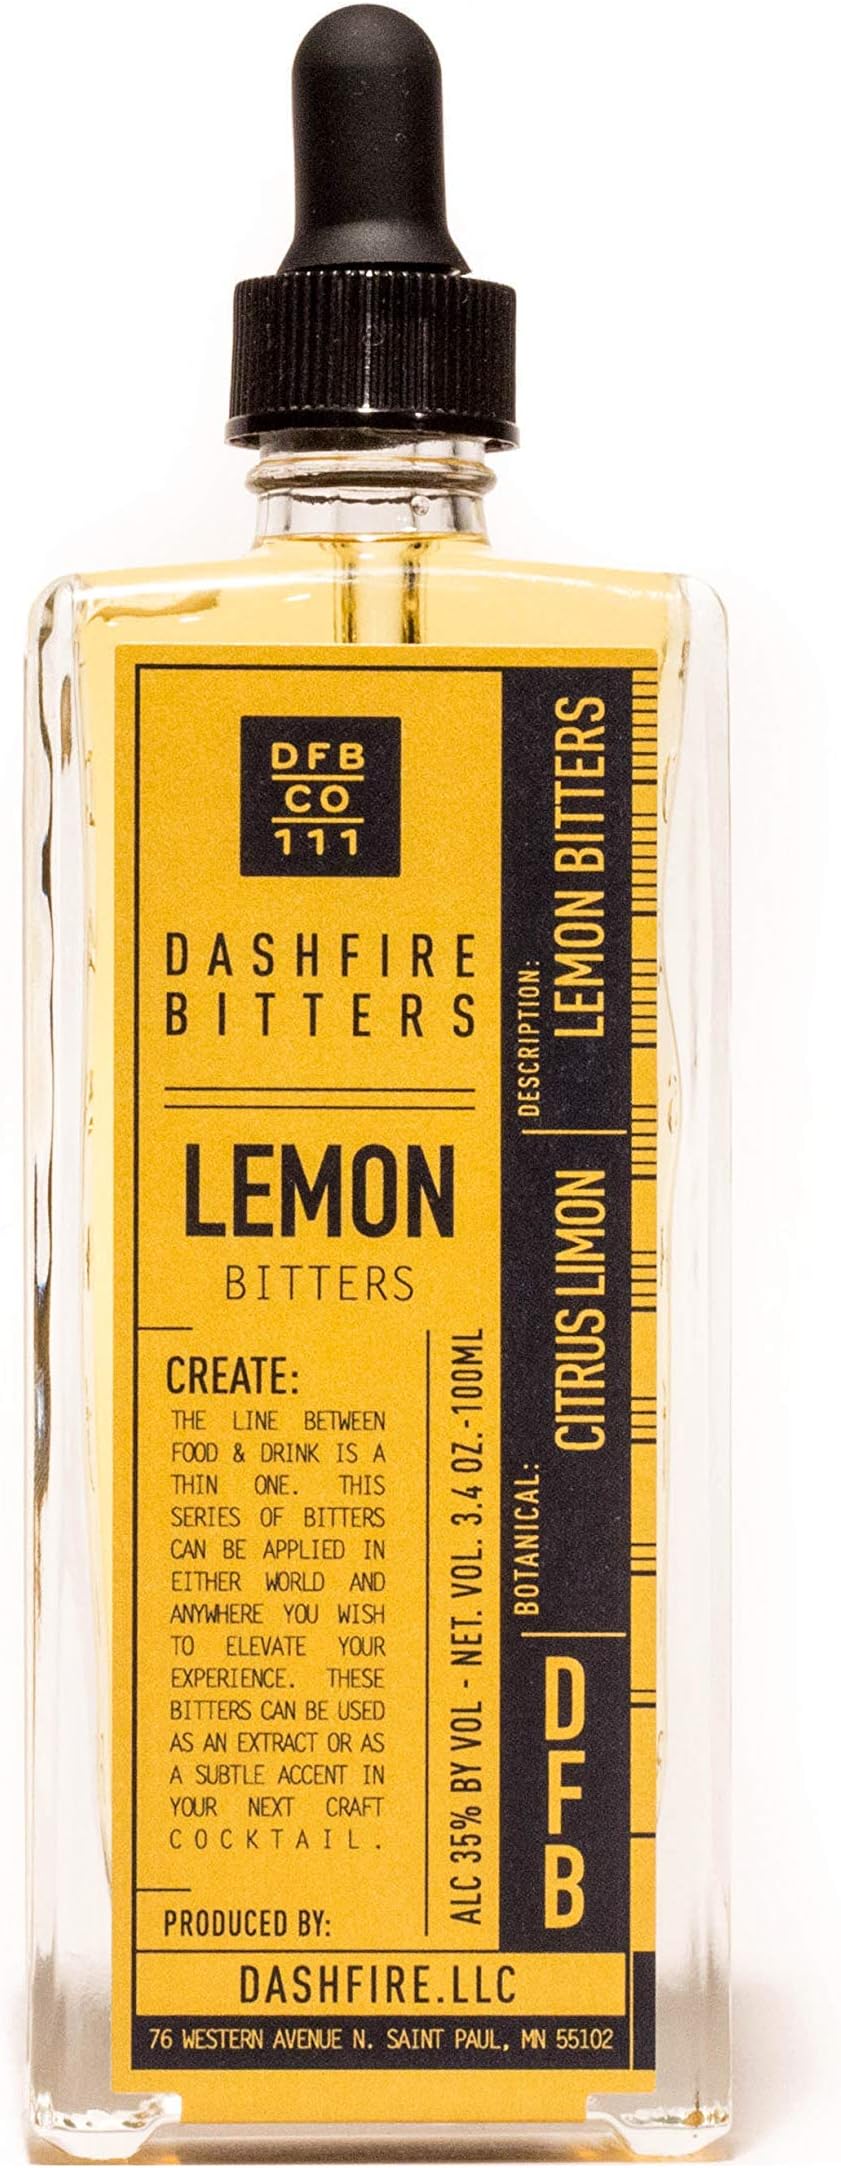 DFB
CO
111
DASHFIRE
BITTERS
LEMON
BITTERS
CREATE:
THE LINE BETWEEN
FOOD & DRINK IS A
THIN ONE. THIS
SERIES OF BITTERS
CAN BE APPLIED IN
EITHER WORLD AND
ANYWHERE YOU WISH
TO ELEVATE YOUR
EXPERIENCE. THESE
BITTERS CAN BE USED
AS AN EXTRACT OR AS
A SUBTLE ACCENT IN
YOUR NEXT CRAFT
COCKTAIL.
ALC 35% BY VOL - NET. VOL. 3.4 OZ.-100ML
DESCRIPTION:
LEMON BITTERS
BOTANICAL:
CITRUS LIMON
DFB
PRODUCED BY:
DASHFIRE.LLC
76 WESTERN AVENUE N. SAINT PAUL, MN 55102